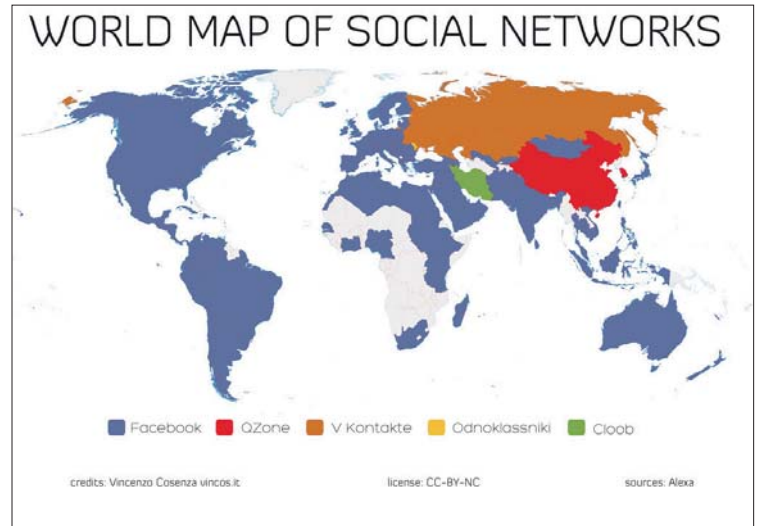 WORLD MAP OF SOCIAL NETWORKS
Facebook QZone V Kontakte Odnoklassniki Cloob
credits: Vincenzo Cosenza vincos.it license: CC-BY-NC sources: Alexa